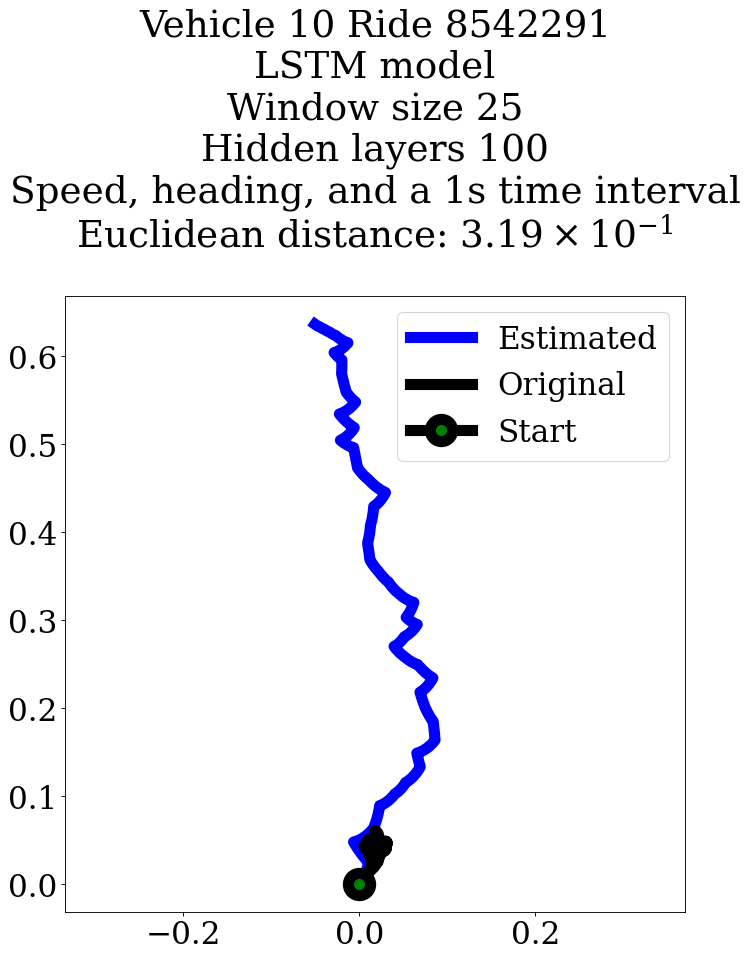 Vehicle 10 Ride 8542291
LSTM model
Window size 25
Hidden layers 100
Speed, heading, and a 1s time interval
Euclidean distance: 3.19 × 10⁻¹
Estimated
Original
Start
0.6
0.5
0.4
0.3
0.2
0.1
0.0
−0.2 0.0 0.2